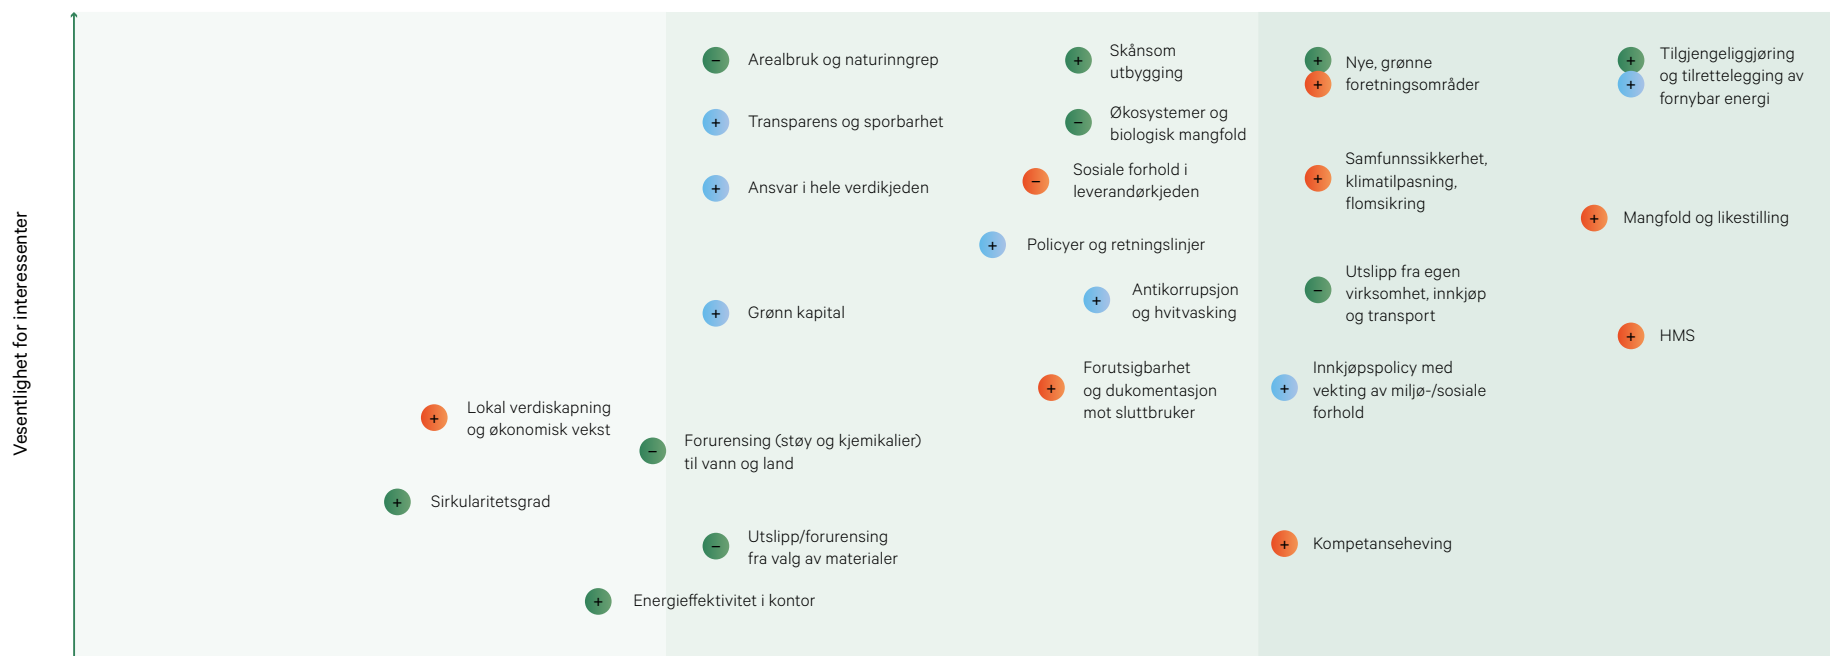 Vesentlighet for interessenter
Arealbruk og naturinngrep
Transparens og sporbarhet
Ansvar i hele verdikjeden
Grønn kapital
Lokal verdiskapning
og økonomisk vekst
Forurensing (støy og kjemikalier)
til vann og land
Sirkularitetsgrad
Utslipp/forurensing
fra valg av materialer
Energieffektivitet i kontor
Skånsom
utbygging
Økosystemer og
biologisk mangfold
Sosiale forhold i
leverandørkjeden
Policyer og retningslinjer
Antikorrupsjon
og hvitvasking
Forutsigbarhet
og dukomentasjon
mot sluttbruker
Nye, grønne
foretningsområder
Samfunnssikkerhet,
klimatilpasning,
flomsikring
Utslipp fra egen
virksomhet, innkjøp
og transport
Innkjøpspolicy med
vekting av miljø-/sosiale
forhold
Kompetanseheving
Tilgjengeliggjøring
og tilrettelegging av
fornybar energi
Mangfold og likestilling
HMS